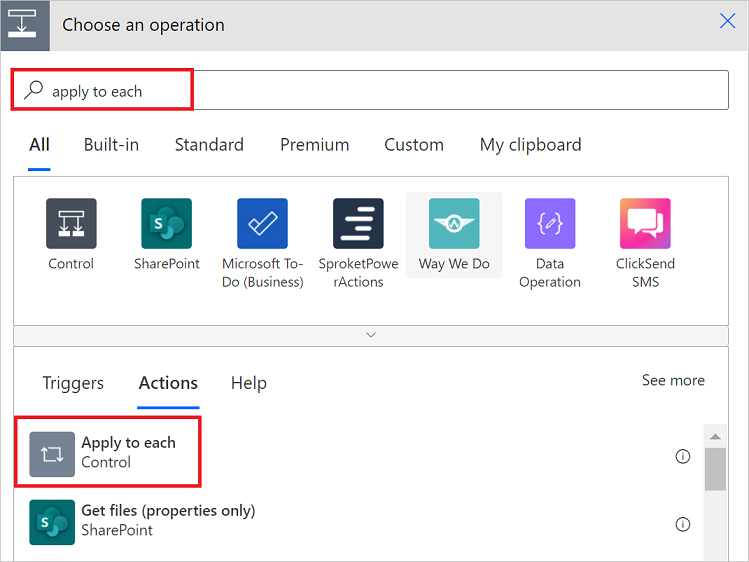 Choose an operation
apply to each
All Built-in Standard Premium Custom My clipboard
Control SharePoint Microsoft To- SproketPowe Way We Do Data ClickSend
Do (Business) rActions Operation SMS
Triggers Actions Help See more
Apply to each
Control
Get files (properties only)
SharePoint